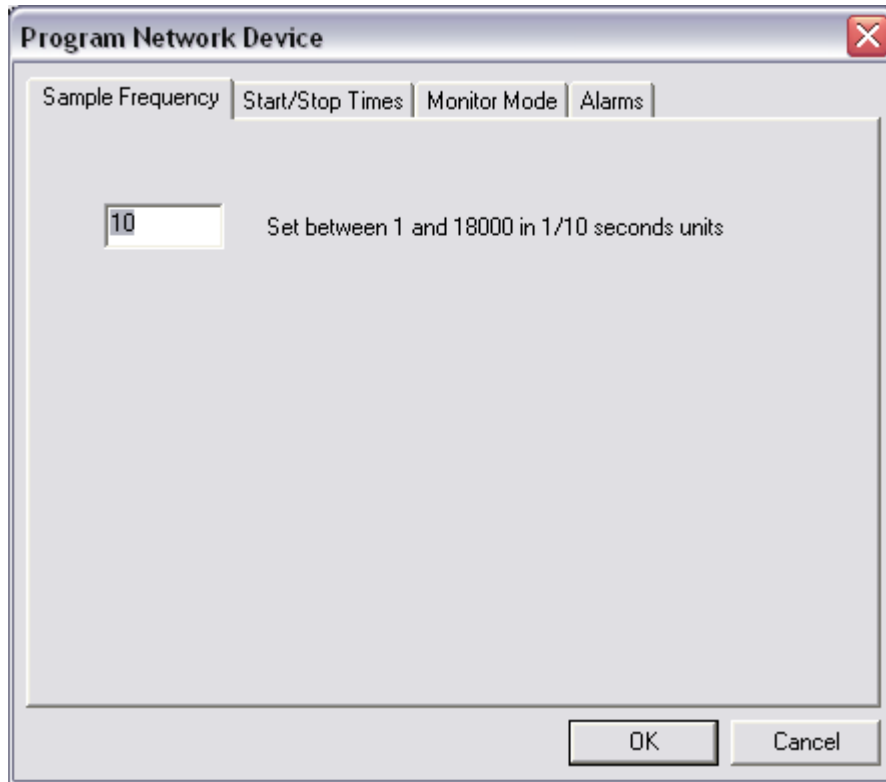 Program Network Device
Sample Frequency Start/Stop Times Monitor Mode Alarms
10 Set between 1 and 18000 in 1/10 seconds units
OK Cancel